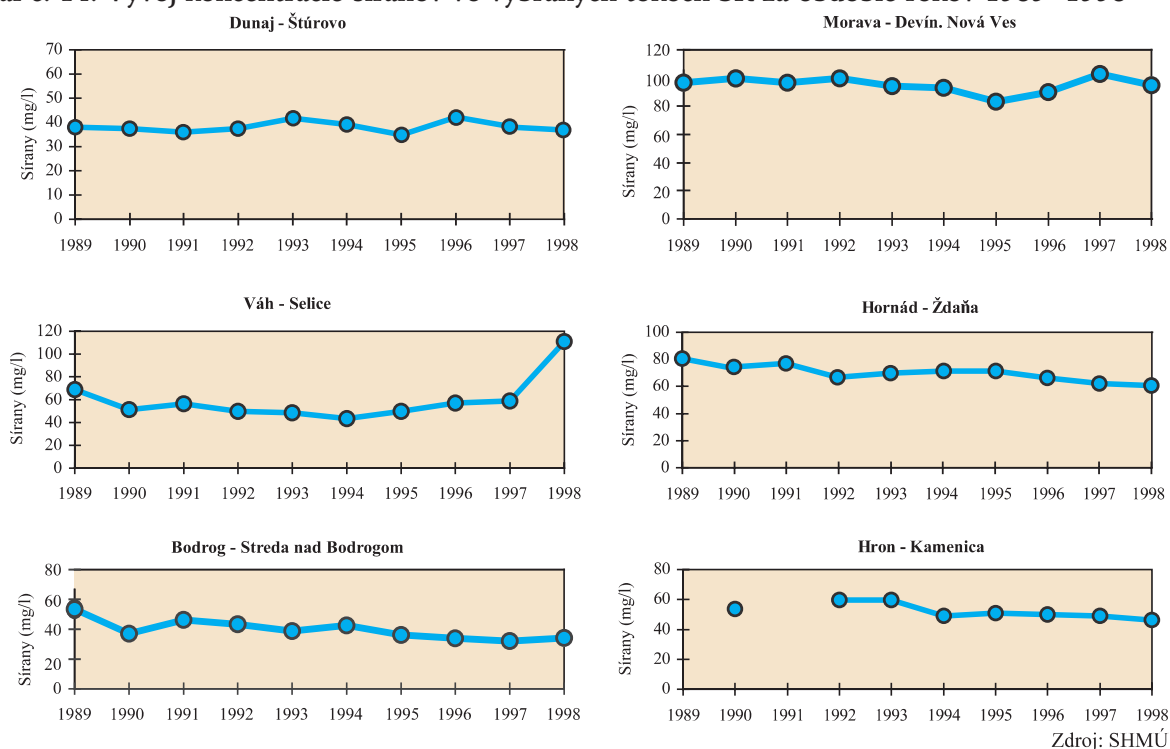 Dunaj - Štúrovo
Sírany (mg/l)
70
60
50
40
30
20
10
0
1989 1990 1991 1992 1993 1994 1995 1996 1997 1998
Morava - Devín. Nová Ves
Sírany (mg/l)
120
100
80
60
40
20
0
1989 1990 1991 1992 1993 1994 1995 1996 1997 1998
Váh - Selice
Sírany (mg/l)
120
100
80
60
40
20
0
1989 1990 1991 1992 1993 1994 1995 1996 1997 1998
Hornád - Ždaňa
Sírany (mg/l)
100
80
60
40
20
0
1989 1990 1991 1992 1993 1994 1995 1996 1997 1998
Bodrog - Streda nad Bodrogom
Sírany (mg/l)
80
60
40
20
0
1989 1990 1991 1992 1993 1994 1995 1996 1997 1998
Hron - Kamenica
Sírany (mg/l)
80
60
40
20
0
1989 1990 1991 1992 1993 1994 1995 1996 1997 1998
Zdroj: SHMÚ